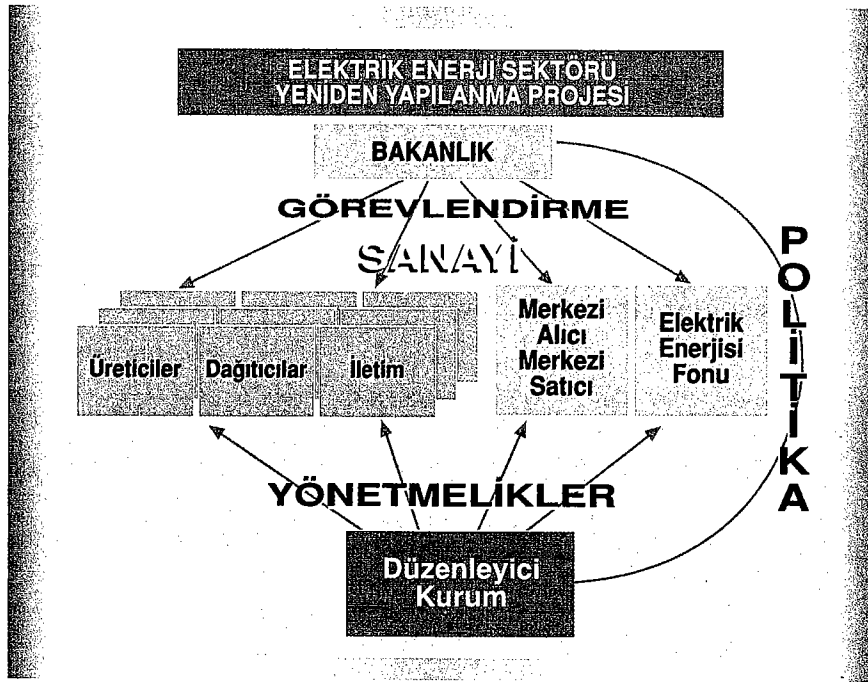 ELEKTRİK ENERJİ SEKTÖRÜ
YENİDEN YAPILANMA PROJESİ
BAKANLIK
GÖREVLENDİRME
SANAYİ
Üreticiler
Dağıtıcılar
İletim
Merkezi
Alıcı
Merkezi
Satıcı
Elektrik
Enerjisi
Fonu
POLİTİKA
YÖNETMELİKLER
Düzenleyici
Kurum